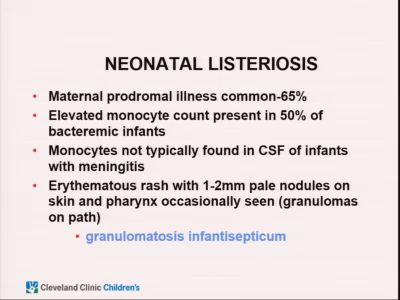 NEONATAL LISTERIOSIS
• Maternal prodromal illness common-65%
• Elevated monocyte count present in 50% of
bacteremic infants
• Monocytes not typically found in CSF of infants
with meningitis
• Erythematous rash with 1-2mm pale nodules on
skin and pharynx occasionally seen (granulomas
on path)
• granulomatosis infantisepticum
Cleveland Clinic Children's